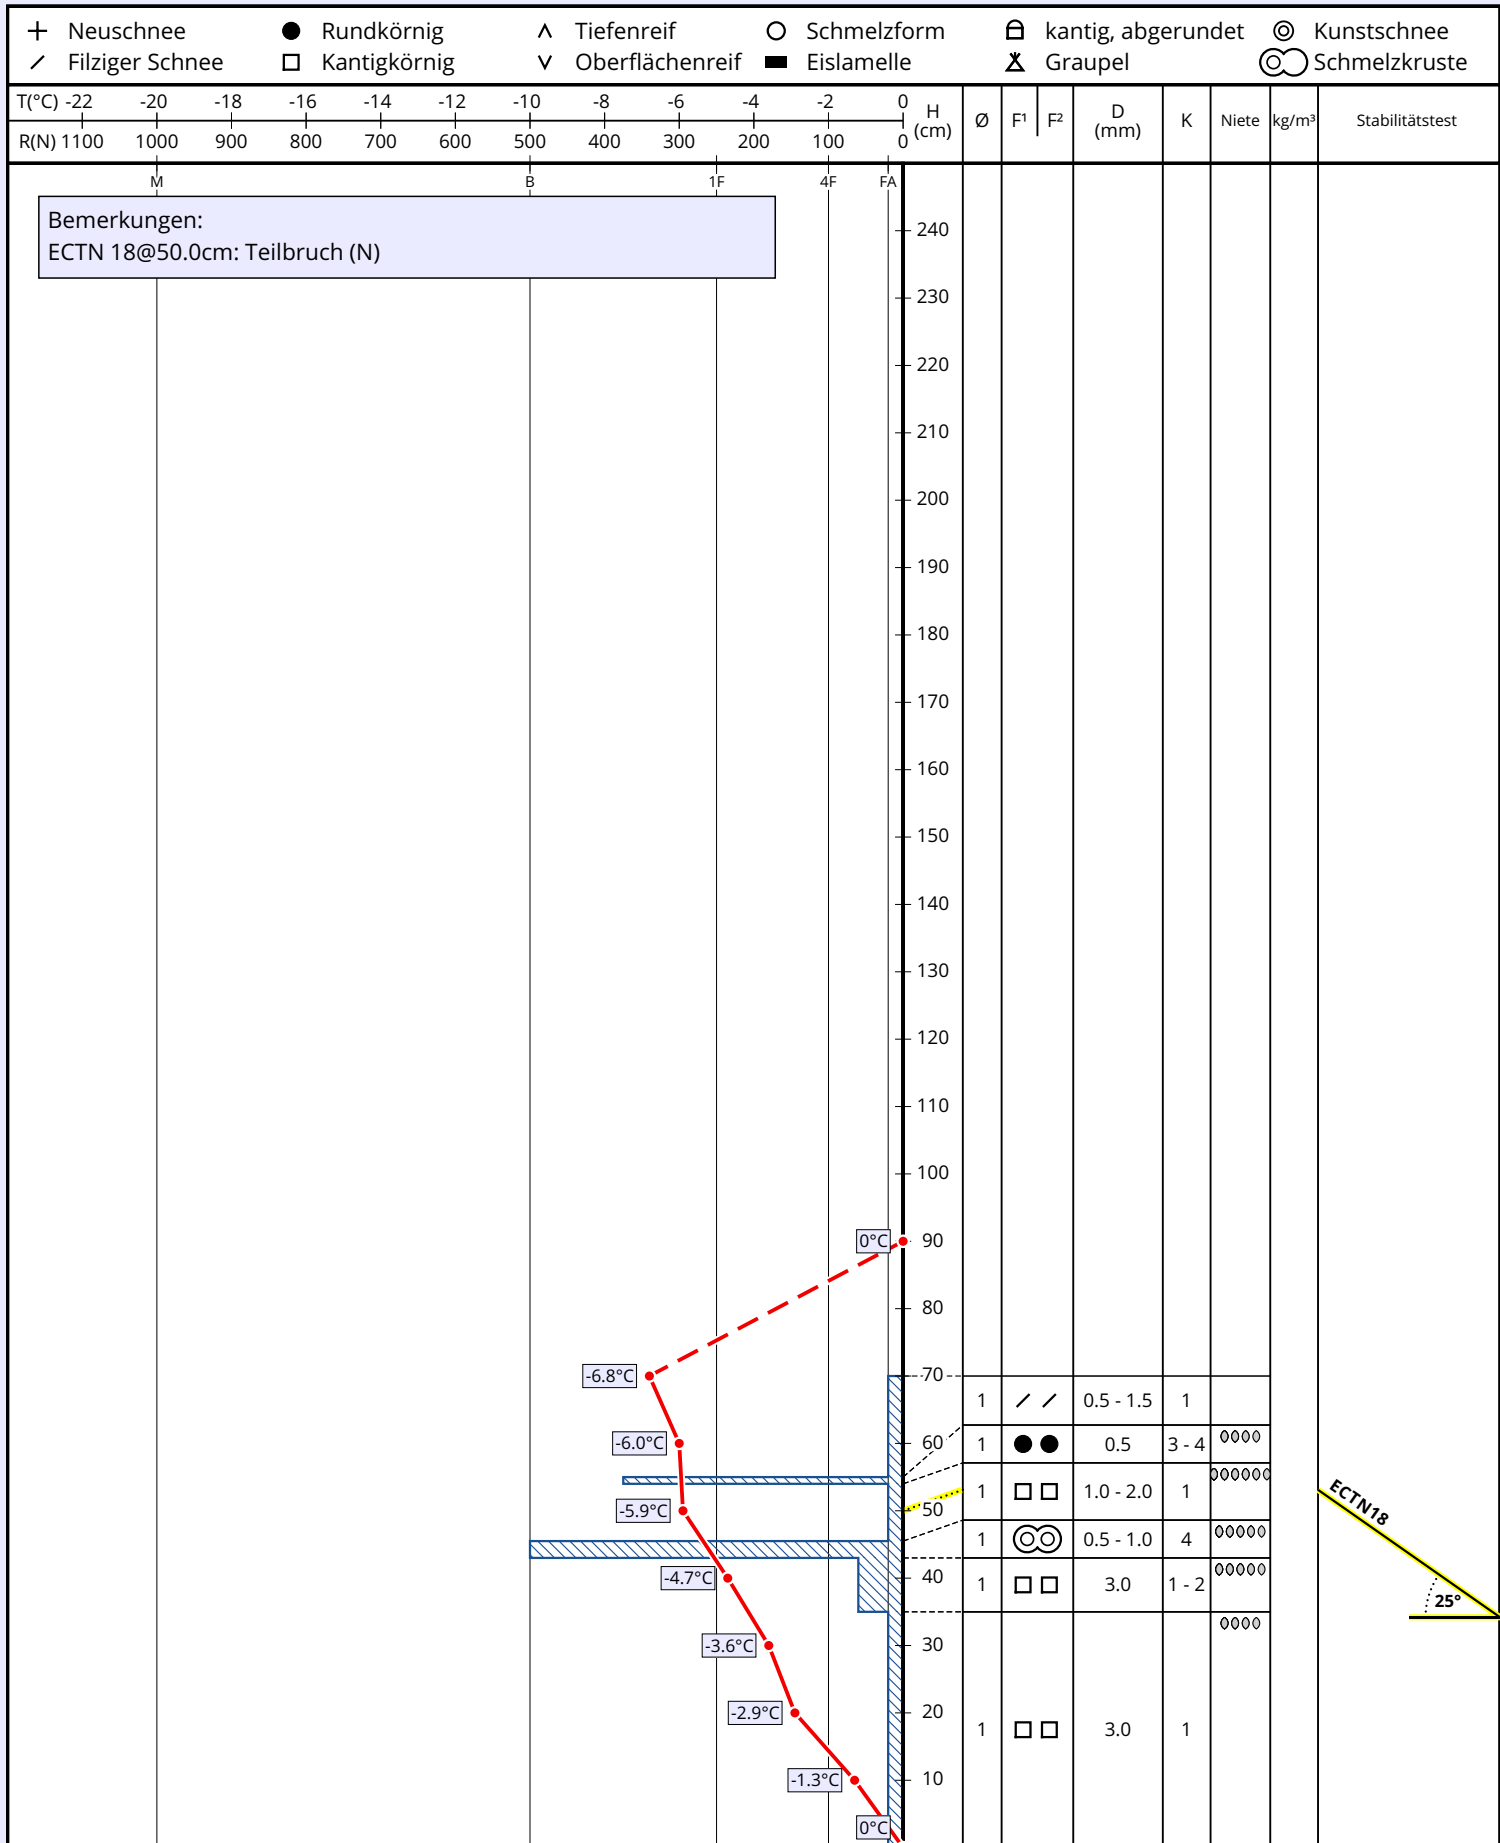 Neuschnee Rundkörnig Tiefenreif Schmelzform kantig, abgerundet Kunstschnee
Filziger Schnee Kantigkörnig Oberflächenreif Eislamelle Graupel Schmelzkruste
T(°C) -22 -20 -18 -16 -14 -12 -10 -8 -6 -4 -2 0
R(N) 1100 1000 900 800 700 600 500 400 300 200 100 0
H (cm) Ø F¹ F² D (mm) K Niete kg/m³ Stabilitätstest
M B 1F 4F FA
Bemerkungen:
ECTN 18@50.0cm: Teilbruch (N)
240
230
220
210
200
190
180
170
160
150
140
130
120
110
100
0°C 90
80
-6.8°C 70
1 0.5 - 1.5 1
-6.0°C 60 1 0.5 3 - 4
1 1.0 - 2.0 1
-5.9°C 50 ECTN18
1 0.5 - 1.0 4
-4.7°C 40 1 3.0 1 - 2
25°
-3.6°C 30
-2.9°C 20
1 3.0 1
-1.3°C 10
0°C